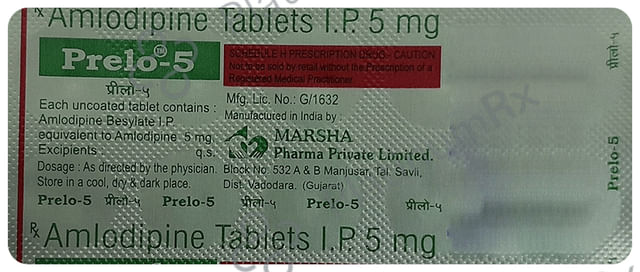 Rx Amlodipine Tablets I.P. 5 mg
Prelo-5 TM
प्रीलो-५
Each uncoated tablet contains :
Amlodipine Besylate I.P.
equivalent to Amlodipine 5 mg
Excipients q.s.
Dosage : As directed by the physician.
Store in a cool, dry & dark place.
SCHEDULE H PRESCRIPTION DRUG - CAUTION
Not to be sold by retail without the Prescription of a
Registered Medical Practitioner
Mfg. Lic. No.: G/1632
Manufactured in India by :
MARSHA
Pharma Private Limited.
Block No. 532 A & B Manjusar, Tal. Savli,
Dist. Vadodara. (Gujarat)
Prelo-5 प्रीलो-५ Prelo-5 प्रीलो-५ Prelo-5 प्रीलो-५
Rx Amlodipine Tablets I.P. 5 mg
प्रीलो-५
Prelo-5